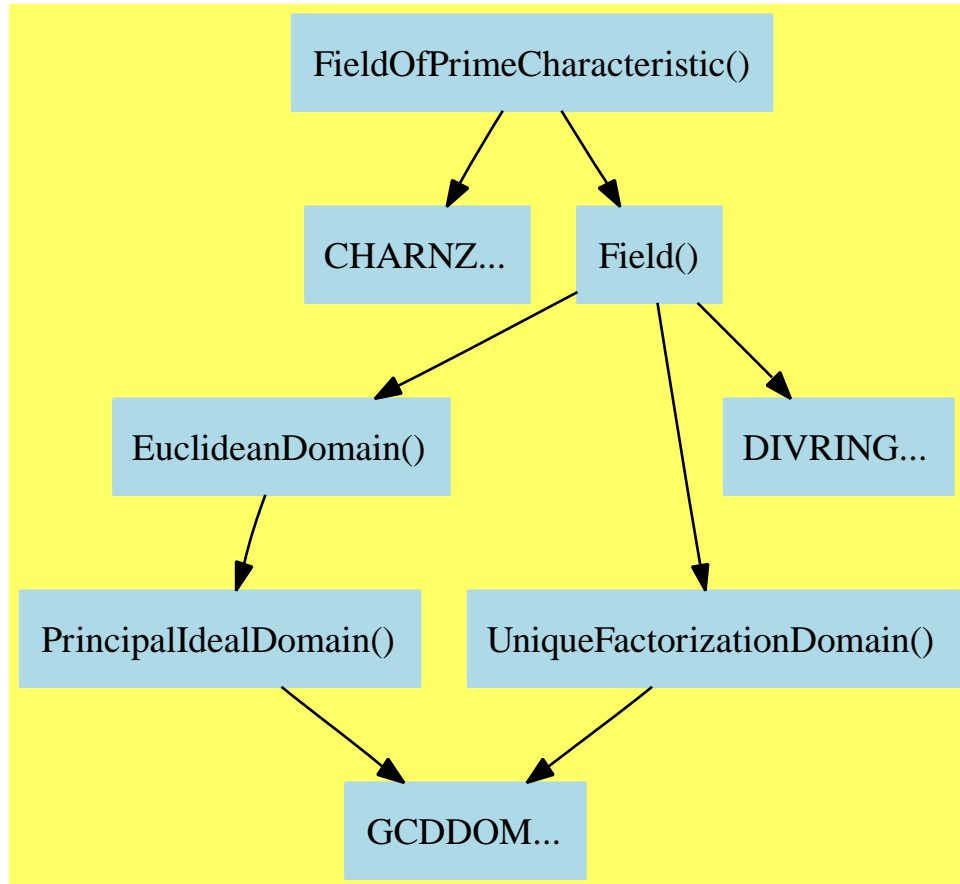 FieldOfPrimeCharacteristic()
CHARNZ...
Field()
EuclideanDomain()
DIVRING...
PrincipalIdealDomain()
UniqueFactorizationDomain()
GCDDOM...